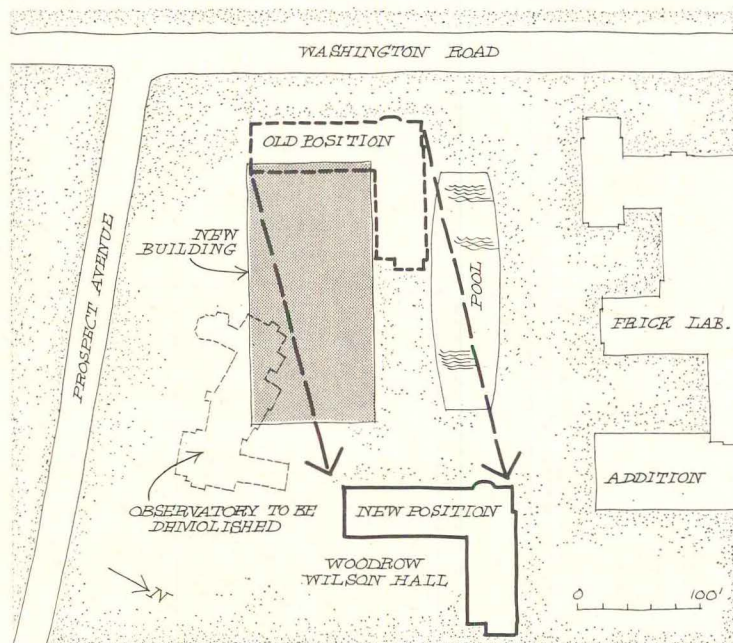 WASHINGTON ROAD
OLD POSITION
NEW
BUILDING
PROSPECT AVENUE
POOL
FRICK LAB.
ADDITION
OBSERVATORY TO BE
DEMOLISHED
NEW POSITION
WOODROW
WILSON HALL
N
0 100'